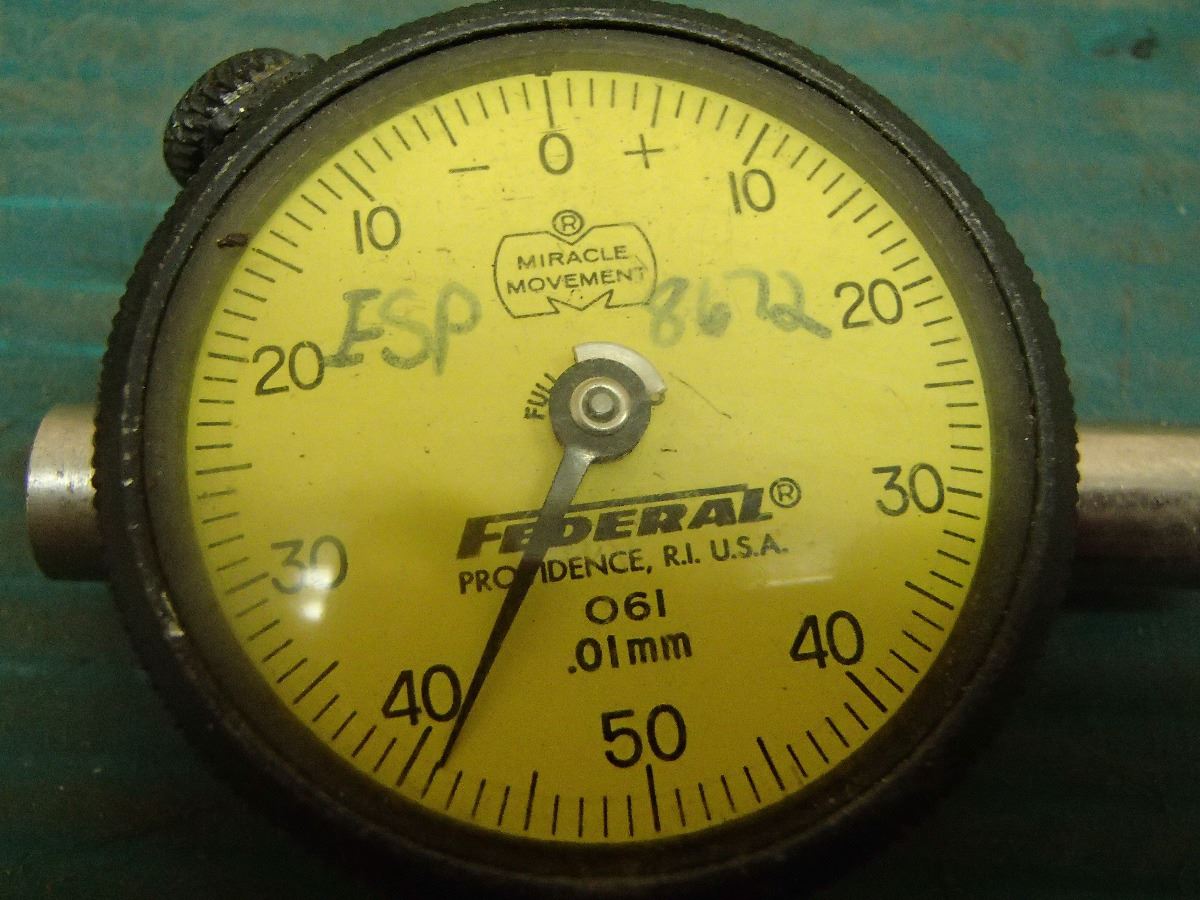 − 0 +
10 10
®
MIRACLE
MOVEMENT
ESP 8672
20 20
FULL
30 30
FEDERAL®
PROVIDENCE, R.I. U.S.A.
061
.01mm
40 40
50